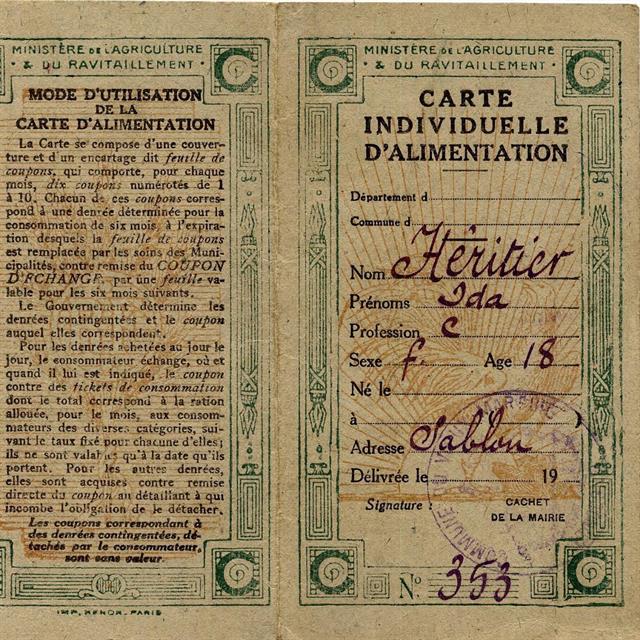 MINISTÈRE DE L'AGRICULTURE
& DU RAVITAILLEMENT
MODE D'UTILISATION
DE LA
CARTE D'ALIMENTATION
La Carte se compose d'une couver-
ture et d'un encartage dit feuille de
coupons, qui comporte, pour chaque
mois, dix coupons numérotés de 1
à 10. Chacun de ces coupons corres-
pond à une denrée déterminée pour la
consommation de six mois, à l'expira-
tion desquels la feuille de coupons
est remplacée par les soins des Muni-
cipalités, contre remise du COUPON
D'ÉCHANGE, par une feuille va-
lable pour les six mois suivants.
Le Gouvernement détermine les
denrées contingentées et le coupon
auquel elles correspondent.
Pour les denrées achetées au jour le
jour, le consommateur échange, où et
quand il lui est indiqué, le coupon
contre des tickets de consommation
dont le total correspond à la ration
allouée, pour le mois, aux consom-
mateurs des diverses catégories, sui-
vant le taux fixé pour chacune d'elles;
ils ne sont valables qu'à la date qu'ils
portent. Pour les autres denrées,
elles sont acquises contre remise
directe du coupon au détaillant à qui
incombe l'obligation de le détacher.
Les coupons correspondant à
des denrées contingentées, dé-
tachés par le consommateur,
sont sans valeur.
IMP. PARIS
MINISTÈRE DE L'AGRICULTURE
& DU RAVITAILLEMENT
CARTE
INDIVIDUELLE
D'ALIMENTATION
Département d
Commune d
Nom Héritier
Prénoms Ida
Profession C
Sexe f. Age 18
Né le
à
Adresse Sablon
Délivrée le 19
Signature :
CACHET
DE LA MAIRIE
COMMUNE
N° 353